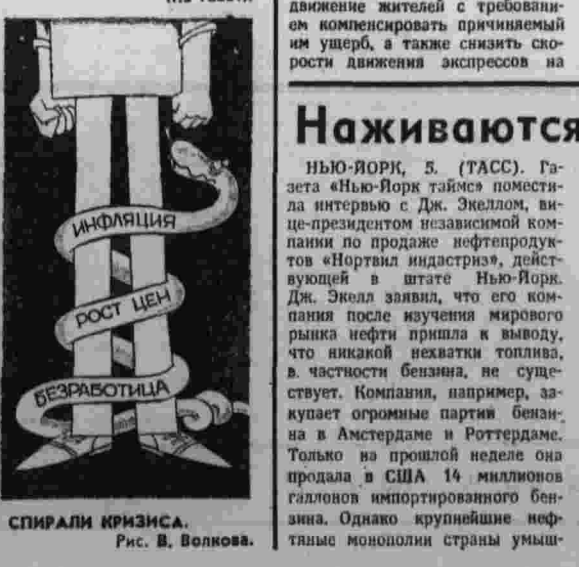 ИНФЛЯЦИЯ
РОСТ ЦЕН
БЕЗРАБОТИЦА
СПИРАЛИ КРИЗИСА.
Рис. В. Волкова.
движение жителей с требовани-
ем компенсировать причиняемый
им ущерб, а также снизить ско-
рости движения экспрессов на
Наживаются
НЬЮ-ЙОРК, 5. (ТАСС). Га-
зета «Нью-Йорк таймс» помести-
ла интервью с Дж. Экеллом, ви-
це-президентом независимой ком-
пании по продаже нефтепродук-
тов «Нортвил индастриз», дейст-
вующей в штате Нью-Йорк.
Дж. Экелл заявил, что его ком-
пания после изучения мирового
рынка нефти пришла к выводу,
что никакой нехватки топлива,
в частности бензина, не суще-
ствует. Компания, например, за-
купает огромные партии бензи-
на в Амстердаме и Роттердаме.
Только на прошлой неделе она
продала в США 14 миллионов
галлонов импортированного бен-
зина. Однако крупнейшие неф-
тяные монополии страны умыш-